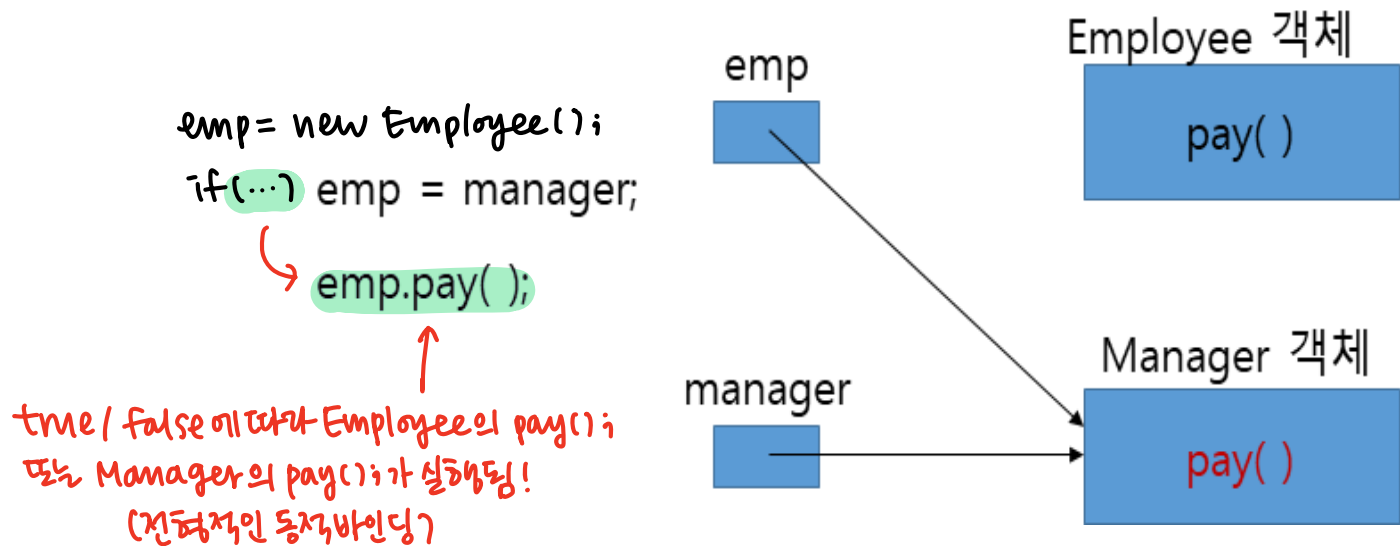 emp = new Employee();
if(...) emp = manager;
emp.pay( );
true/false에 따라 Employee의 pay();
또는 Manager의 pay();가 실행됨!
(전형적인 동적바인딩)
emp
manager
Employee 객체
pay( )
Manager 객체
pay( )